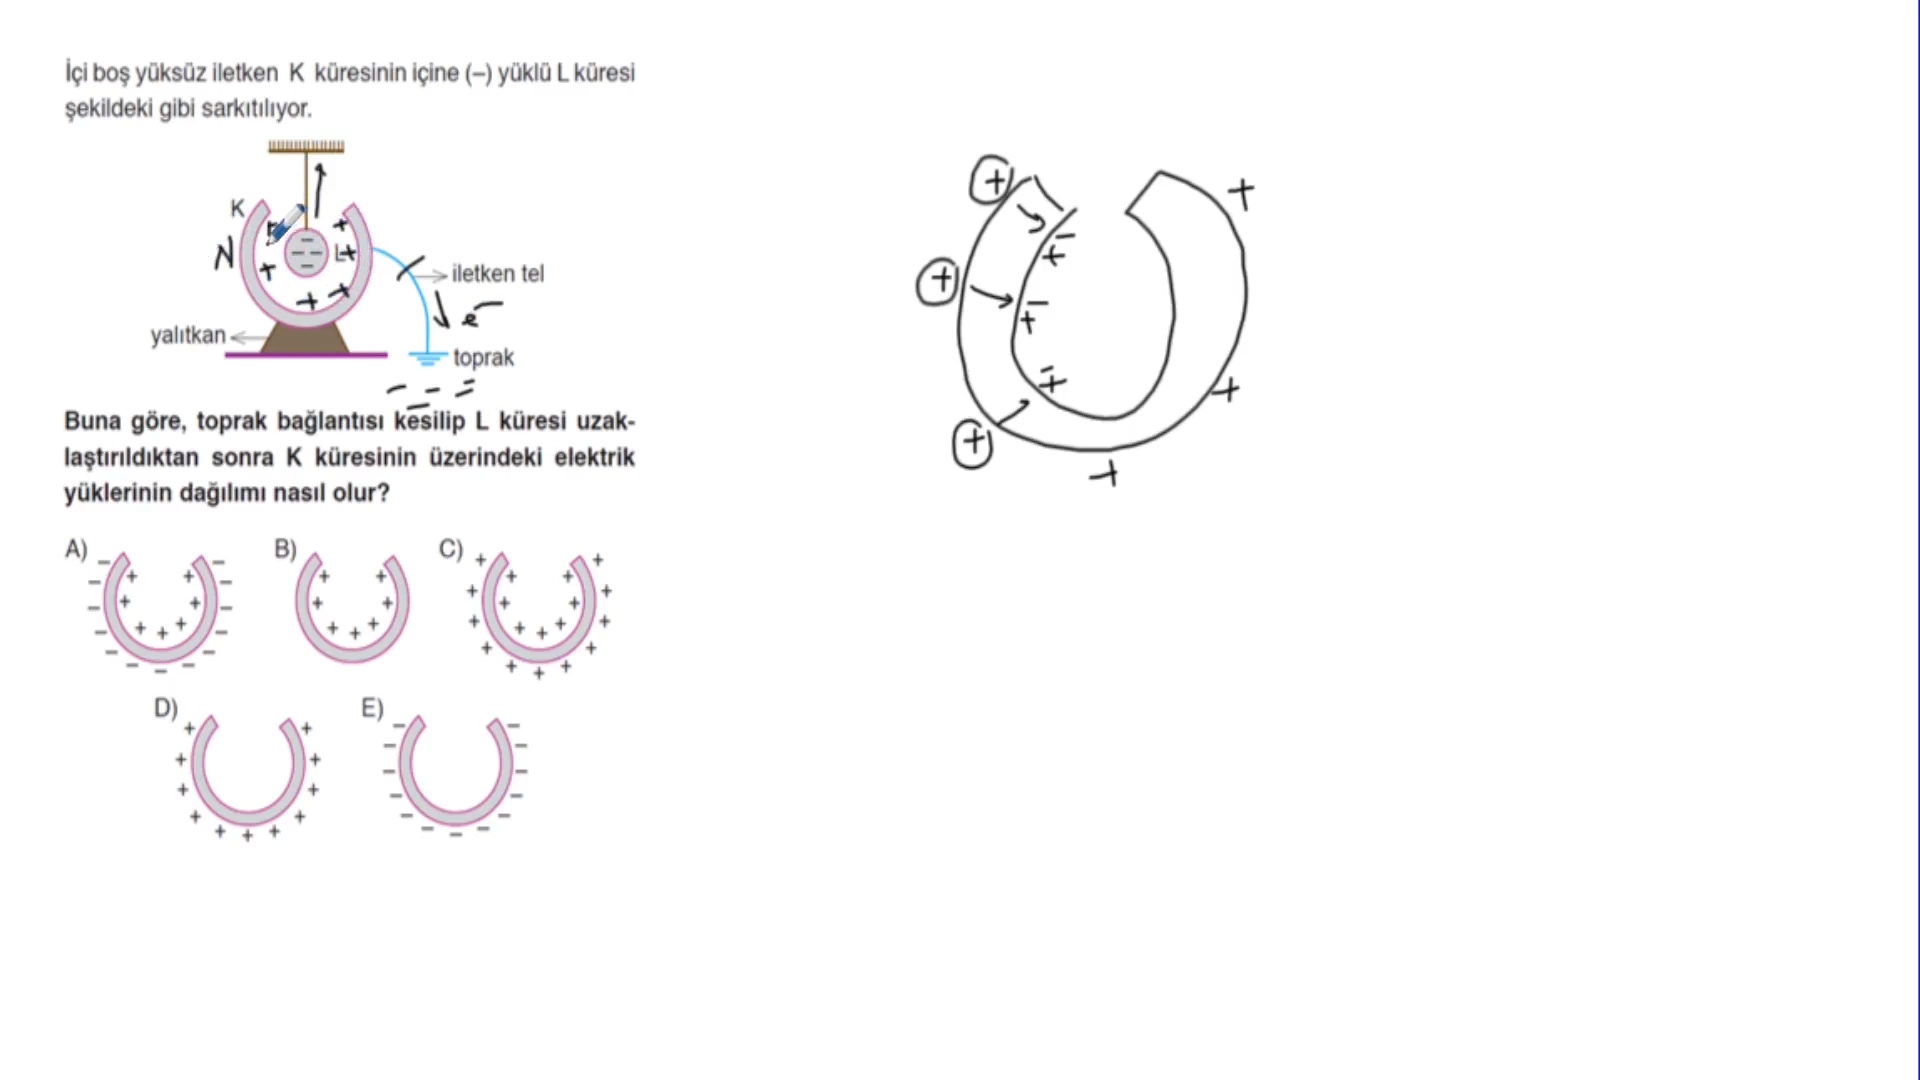 İçi boş yüksüz iletken K küresinin içine (–) yüklü L küresi
şekildeki gibi sarkıtılıyor.
K
N
L
iletken tel
e⁻
yalıtkan
toprak
Buna göre, toprak bağlantısı kesilip L küresi uzak-
laştırıldıktan sonra K küresinin üzerindeki elektrik
yüklerinin dağılımı nasıl olur?
A) B) C)
D) E)